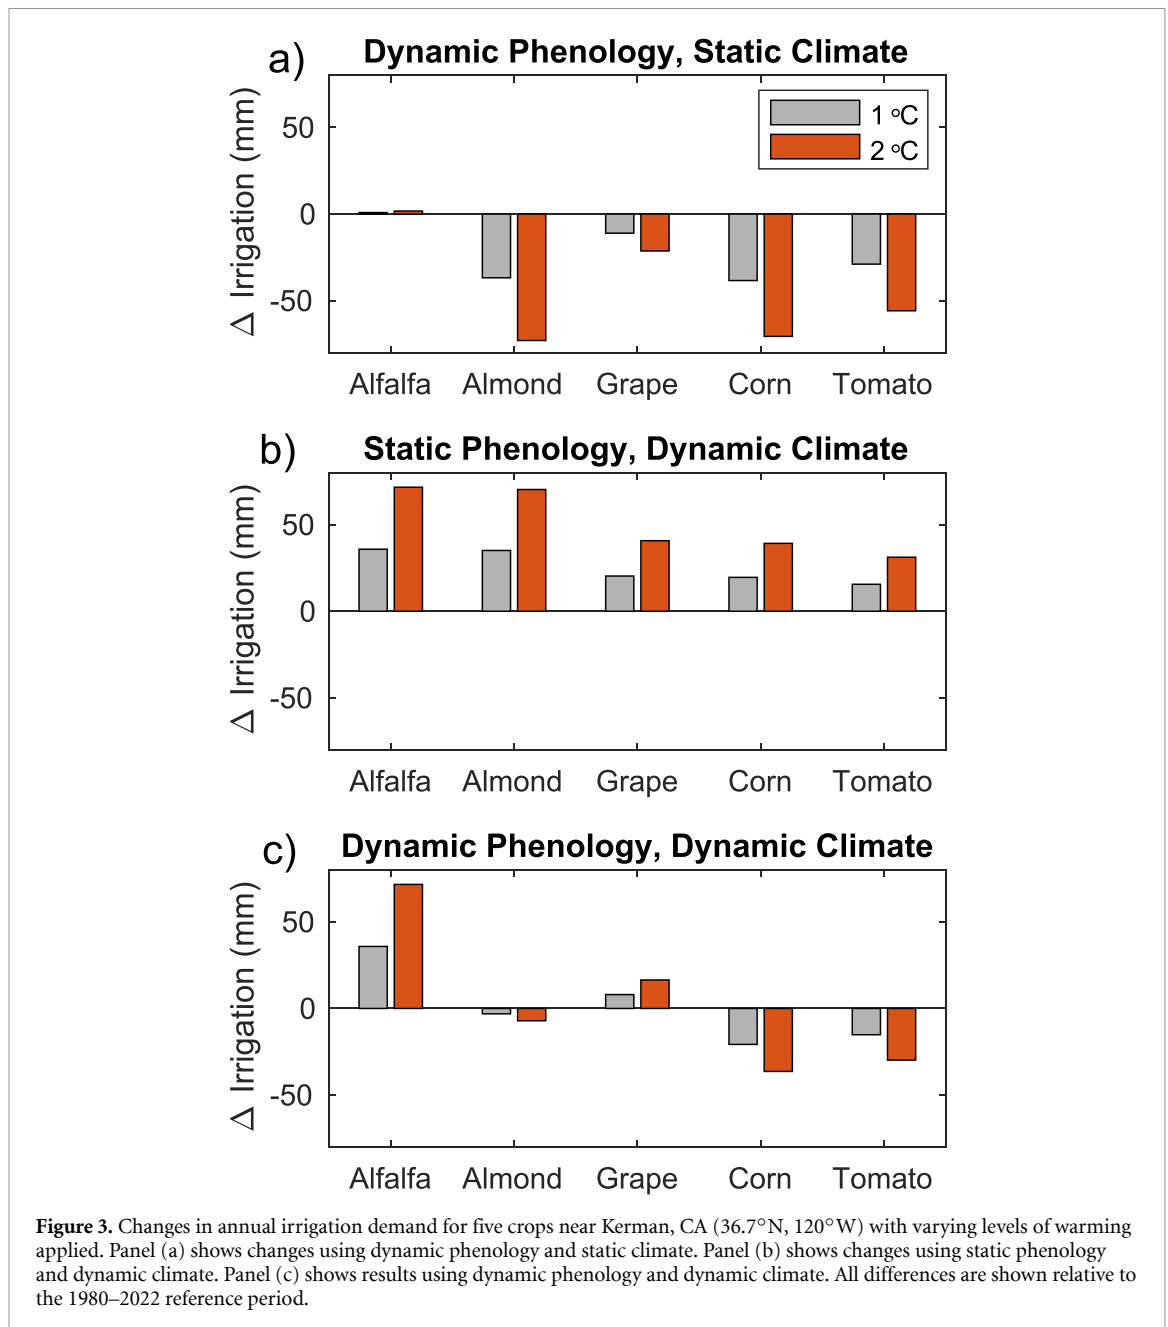 a)
Dynamic Phenology, Static Climate
Δ Irrigation (mm)
50
0
-50
1 °C
2 °C
Alfalfa Almond Grape Corn Tomato
b)
Static Phenology, Dynamic Climate
Δ Irrigation (mm)
50
0
-50
Alfalfa Almond Grape Corn Tomato
c)
Dynamic Phenology, Dynamic Climate
Δ Irrigation (mm)
50
0
-50
Alfalfa Almond Grape Corn Tomato
Figure 3. Changes in annual irrigation demand for five crops near Kerman, CA (36.7°N, 120°W) with varying levels of warming
applied. Panel (a) shows changes using dynamic phenology and static climate. Panel (b) shows changes using static phenology
and dynamic climate. Panel (c) shows results using dynamic phenology and dynamic climate. All differences are shown relative to
the 1980–2022 reference period.